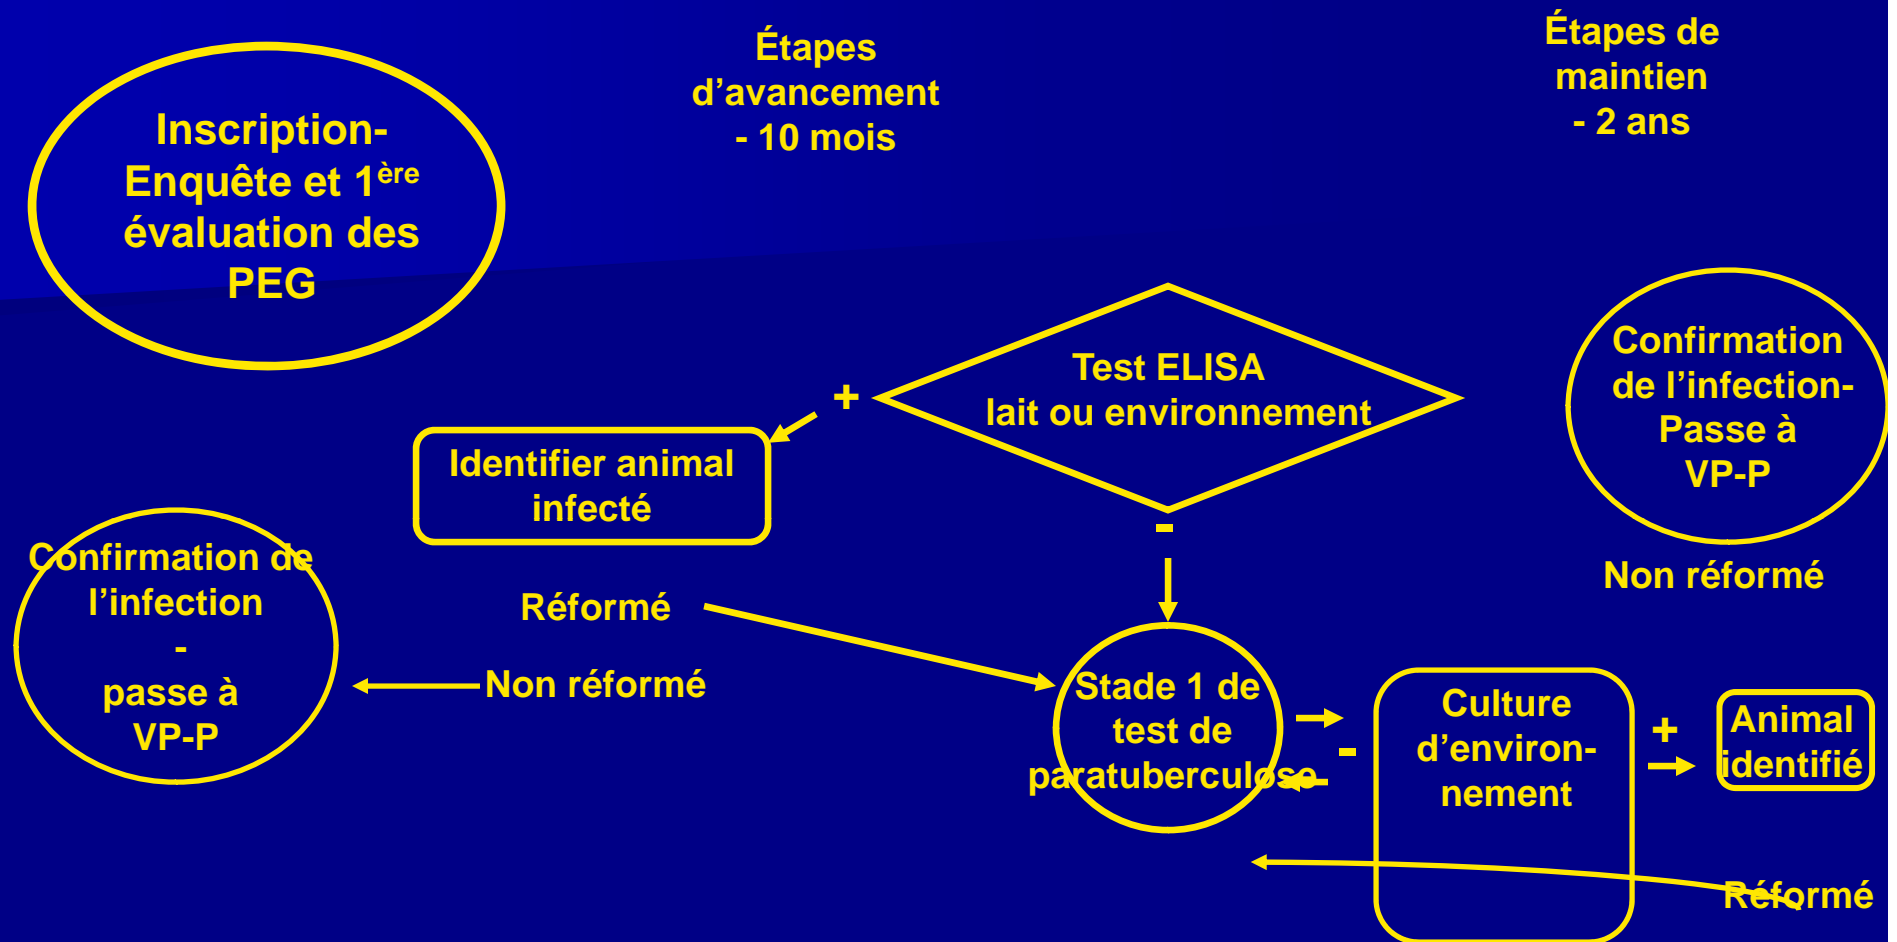 Étapes
d’avancement
- 10 mois
Étapes de
maintien
- 2 ans
Inscription-
Enquête et 1ère
évaluation des
PEG
Test ELISA
lait ou environnement
+
-
Identifier animal
infecté
Confirmation
de l’infection-
Passe à
VP-P
Non réformé
Confirmation de
l’infection
-
passe à
VP-P
Réformé
Non réformé
Stade 1 de
test de
paratuberculose
-
Culture
d’environ-
nement
+
Animal
identifié
Réformé